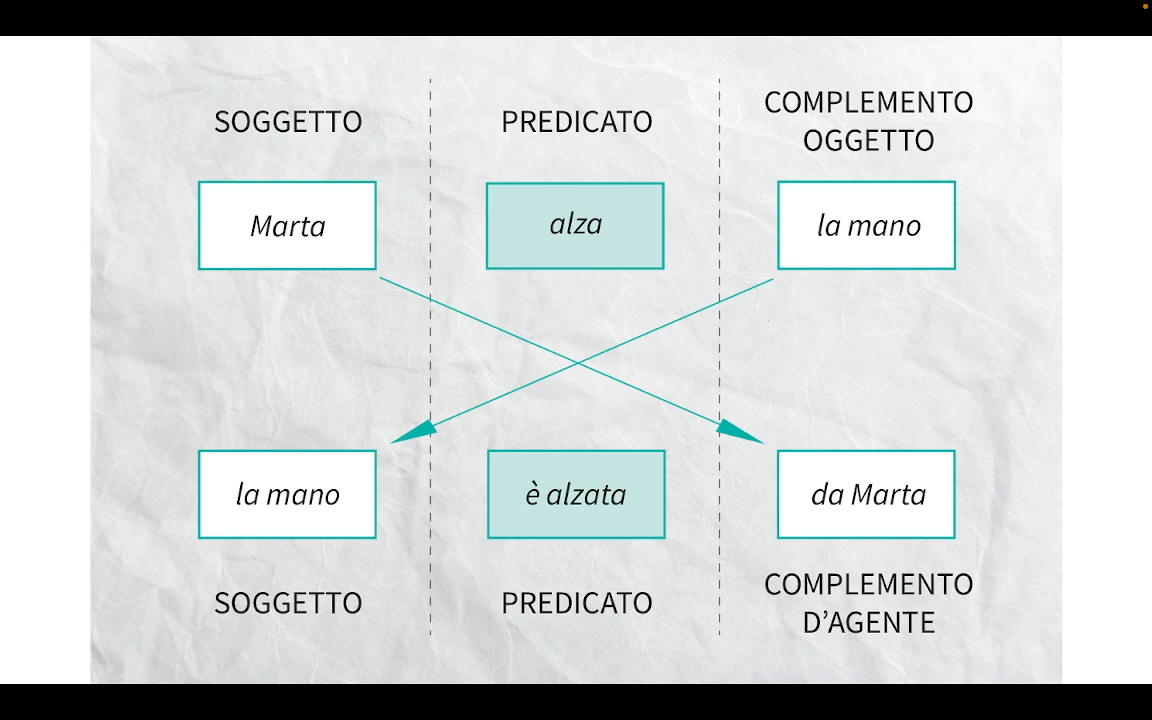 SOGGETTO
PREDICATO
COMPLEMENTO
OGGETTO
Marta
alza
la mano
la mano
è alzata
da Marta
SOGGETTO
PREDICATO
COMPLEMENTO
D’AGENTE